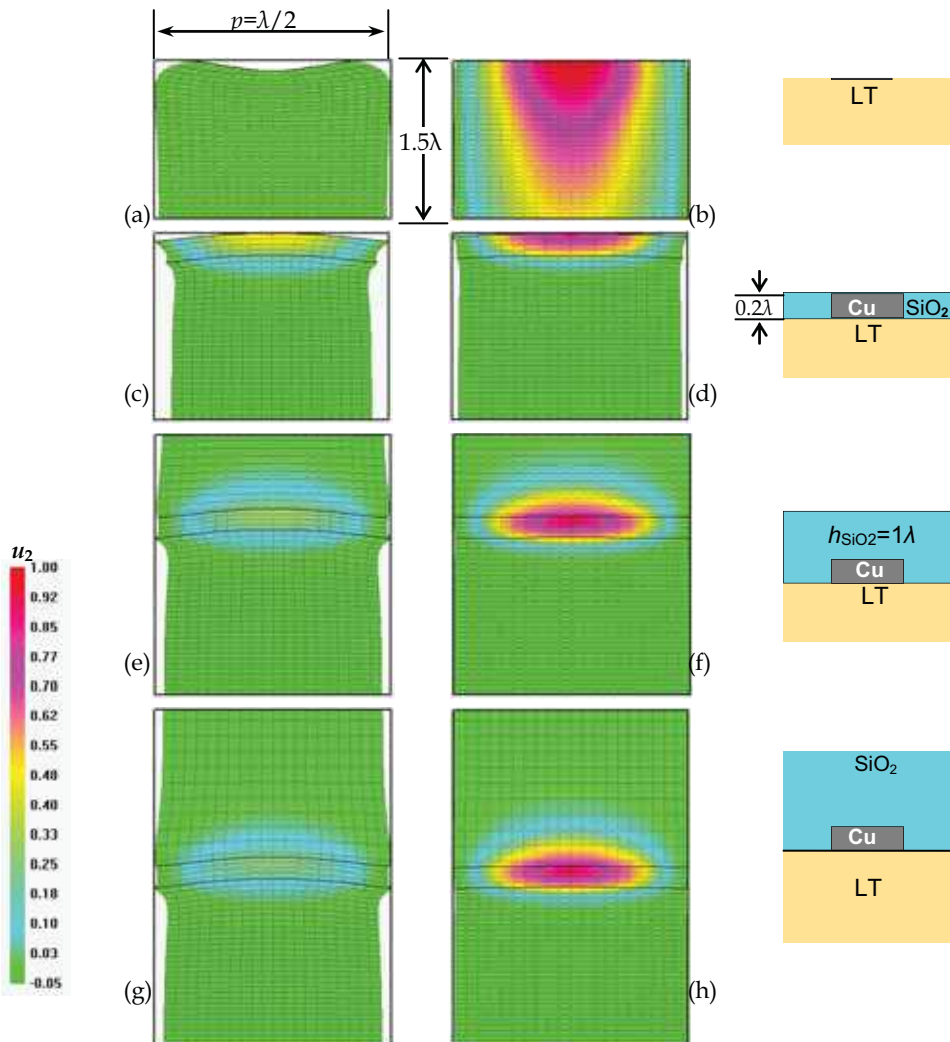 p=λ/2
1.5λ
(a)
(b)
LT
(c)
(d)
0.2λ
Cu
SiO₂
LT
(e)
(f)
h_SiO2=1λ
Cu
LT
u₂
1.00
0.92
0.85
0.77
0.70
0.62
0.55
0.48
0.40
0.33
0.25
0.18
0.10
0.03
-0.05
(g)
(h)
SiO₂
Cu
LT